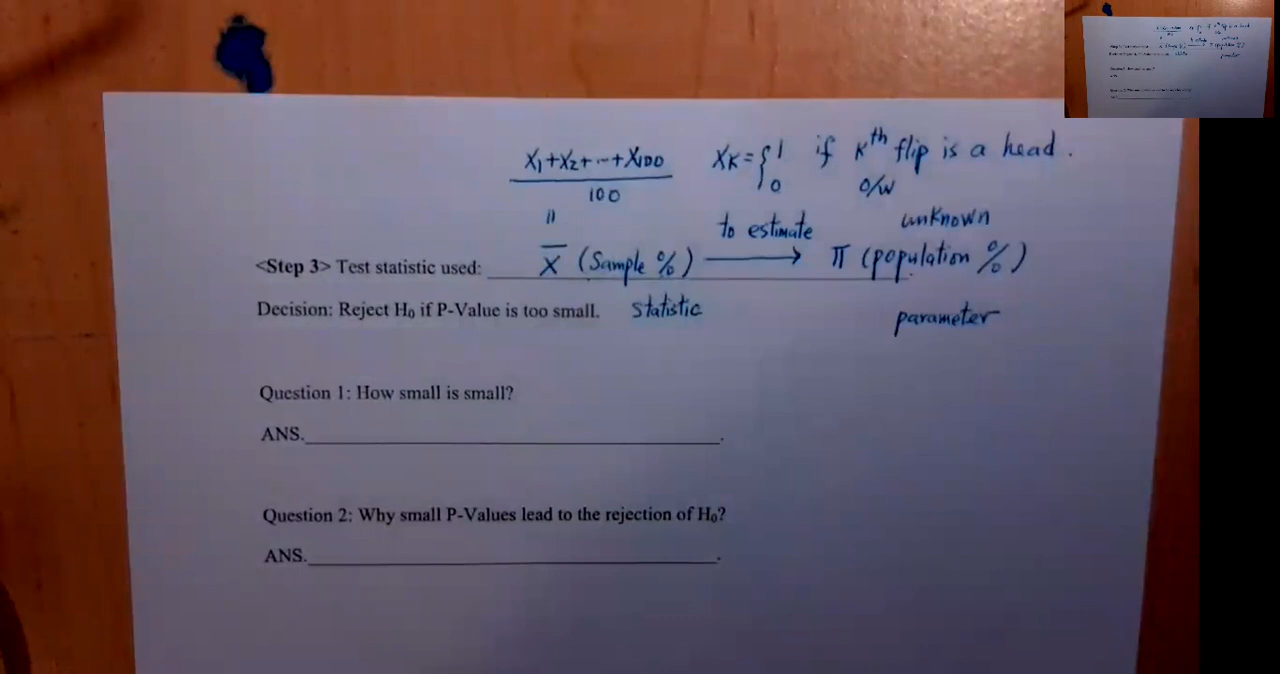 X1+X2+...+X100 XK={1 if Kth flip is a head.
100 0 o/w
"
to estimate unknown
<Step 3> Test statistic used: X̄ (Sample %) → π (population %)
Decision: Reject H0 if P-Value is too small. statistic parameter
Question 1: How small is small?
ANS.____________.
Question 2: Why small P-Values lead to the rejection of H0?
ANS.____________.